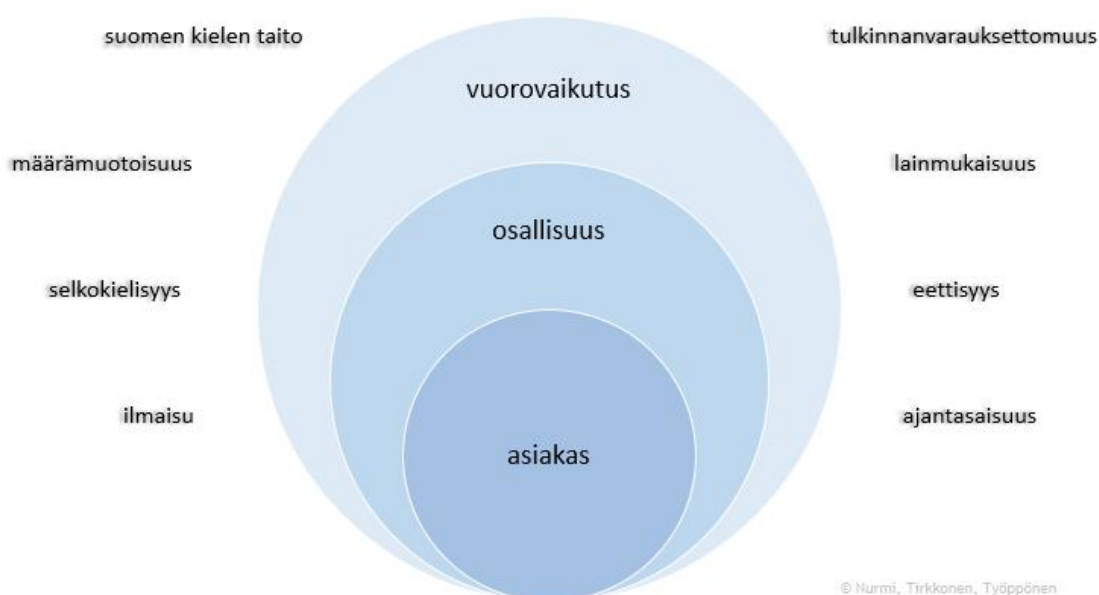 suomen kielen taito
tulkinnanvarauksettomuus
vuorovaikutus
määrämuotoisuus
lainmukaisuus
osallisuus
selkokielisyys
eettisyys
ilmaisu
ajantasaisuus
asiakas
© Nurmi, Tirkkonen, Työppönen